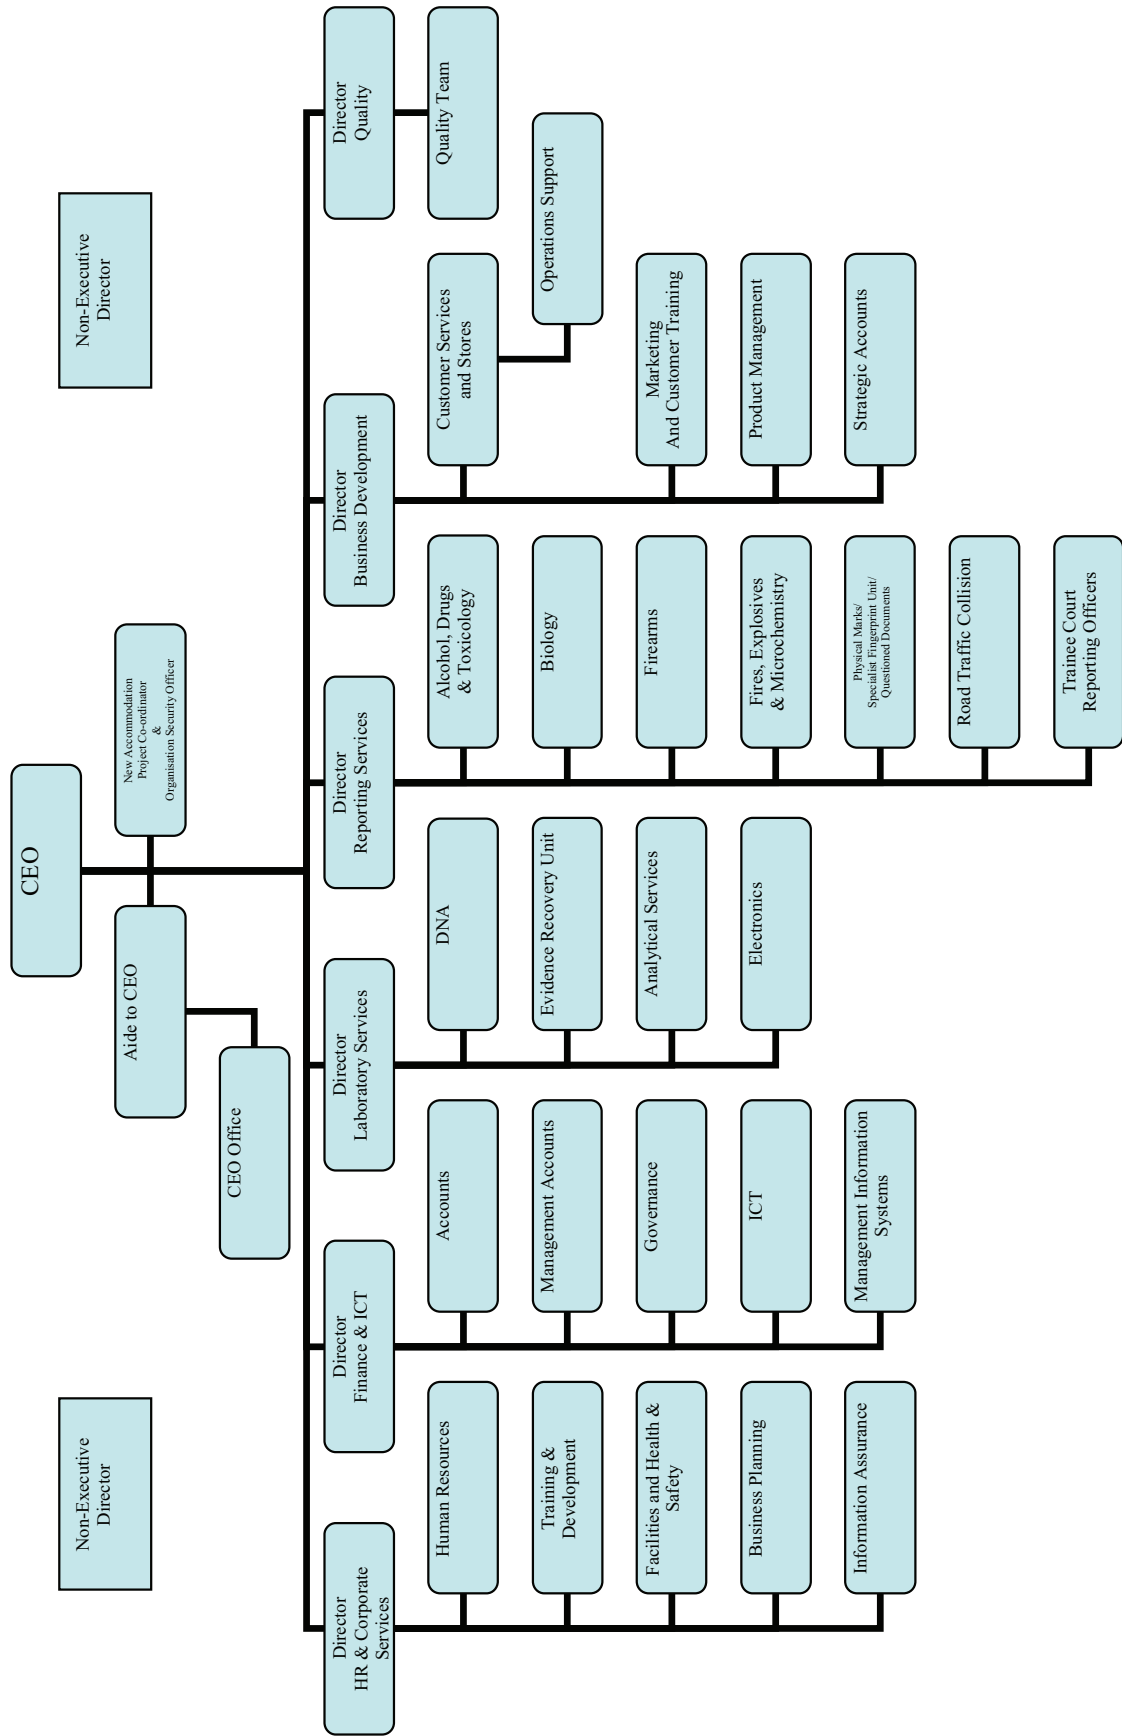 CEO
Non-Executive
Director
Non-Executive
Director
Aide to CEO
New Accommodation
Project Co-ordinator
&
Organisation Security Officer
CEO Office
Director
HR & Corporate
Services
Human Resources
Training &
Development
Facilities and Health &
Safety
Business Planning
Information Assurance
Director
Finance & ICT
Accounts
Management Accounts
Governance
ICT
Management Information
Systems
Director
Laboratory Services
DNA
Evidence Recovery Unit
Analytical Services
Electronics
Director
Reporting Services
Alcohol, Drugs
& Toxicology
Biology
Firearms
Fires, Explosives
& Microchemistry
Physical Marks/
Specialist Fingerprint Unit/
Questioned Documents
Road Traffic Collision
Trainee Court
Reporting Officers
Director
Business Development
Customer Services
and Stores
Operations Support
Marketing
And Customer Training
Product Management
Strategic Accounts
Director
Quality
Quality Team